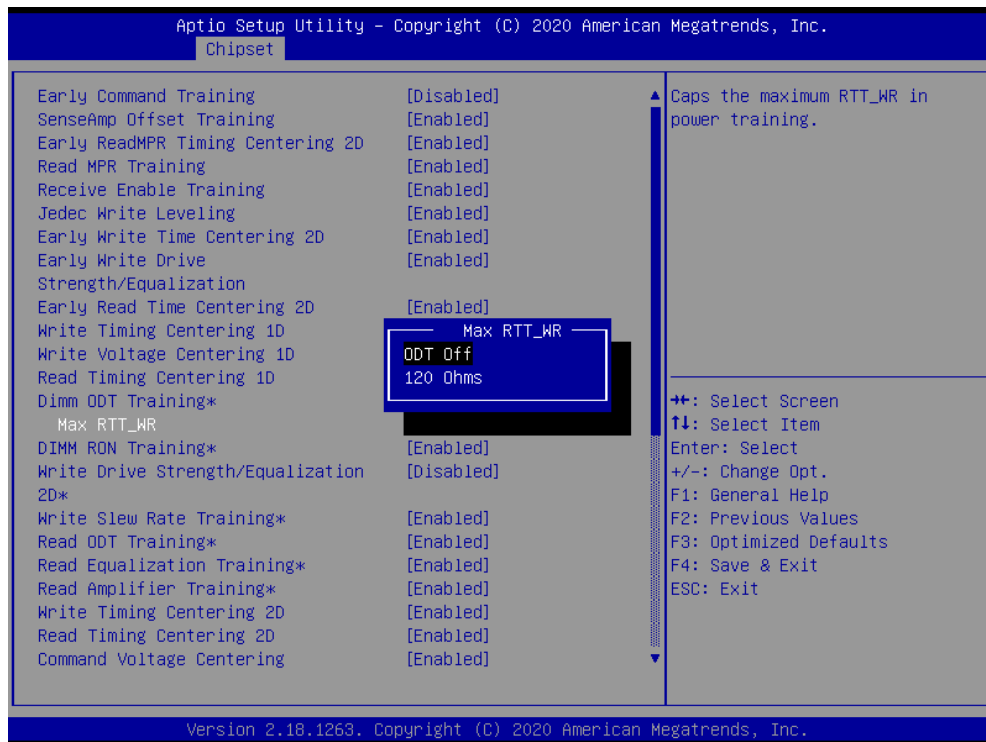 Aptio Setup Utility – Copyright (C) 2020 American Megatrends, Inc.
Chipset
Early Command Training [Disabled]
SenseAmp Offset Training [Enabled]
Early ReadMPR Timing Centering 2D [Enabled]
Read MPR Training [Enabled]
Receive Enable Training [Enabled]
Jedec Write Leveling [Enabled]
Early Write Time Centering 2D [Enabled]
Early Write Drive [Enabled]
Strength/Equalization
Early Read Time Centering 2D [Enabled]
Write Timing Centering 1D
Write Voltage Centering 1D
Read Timing Centering 1D
Dimm ODT Training*
Max RTT_WR
DIMM RON Training* [Enabled]
Write Drive Strength/Equalization [Disabled]
2D*
Write Slew Rate Training* [Enabled]
Read ODT Training* [Enabled]
Read Equalization Training* [Enabled]
Read Amplifier Training* [Enabled]
Write Timing Centering 2D [Enabled]
Read Timing Centering 2D [Enabled]
Command Voltage Centering [Enabled]
Max RTT_WR
ODT Off
120 Ohms
Caps the maximum RTT_WR in
power training.
→←: Select Screen
↑↓: Select Item
Enter: Select
+/-: Change Opt.
F1: General Help
F2: Previous Values
F3: Optimized Defaults
F4: Save & Exit
ESC: Exit
Version 2.18.1263. Copyright (C) 2020 American Megatrends, Inc.